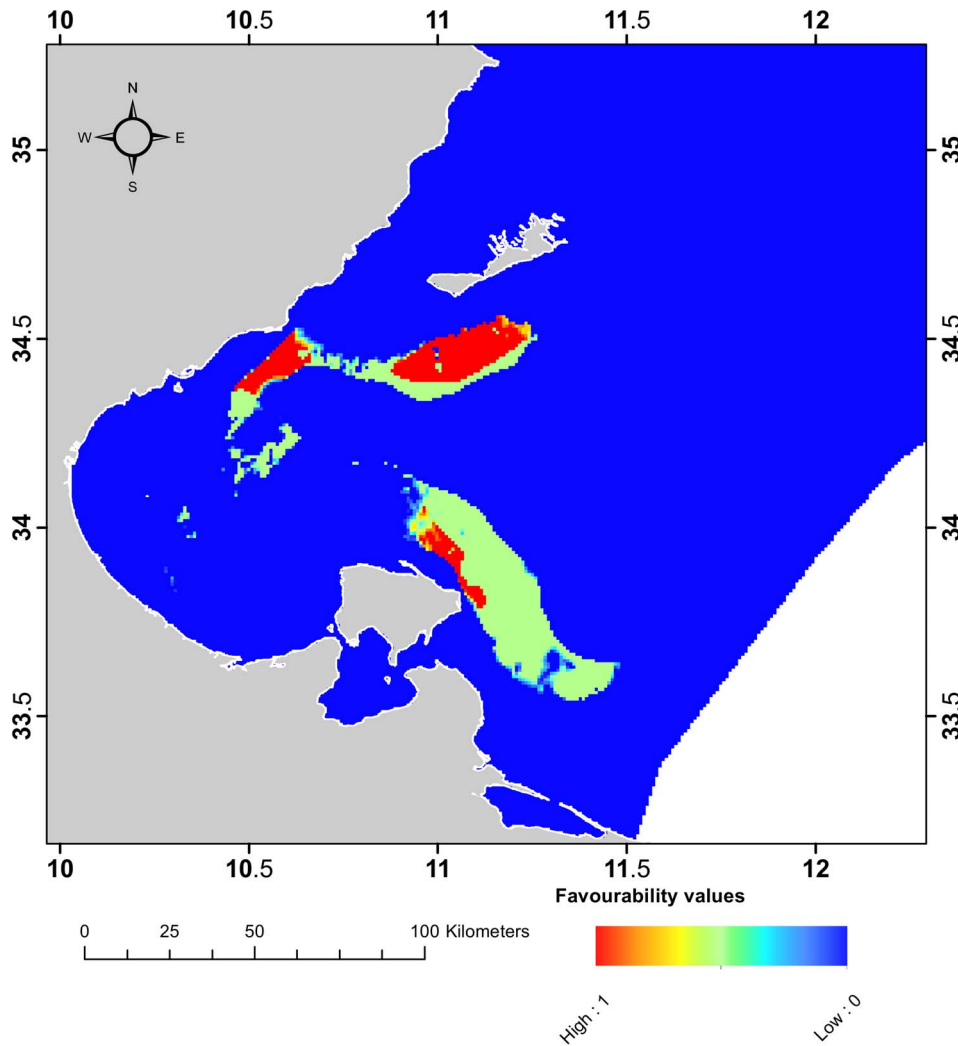 10 10.5 11 11.5 12
N
W E
S
35 35
34.5 34.5
34 34
33.5 33.5
10 10.5 11 11.5 12
Favourability values
0 25 50 100 Kilometers
High : 1 Low : 0